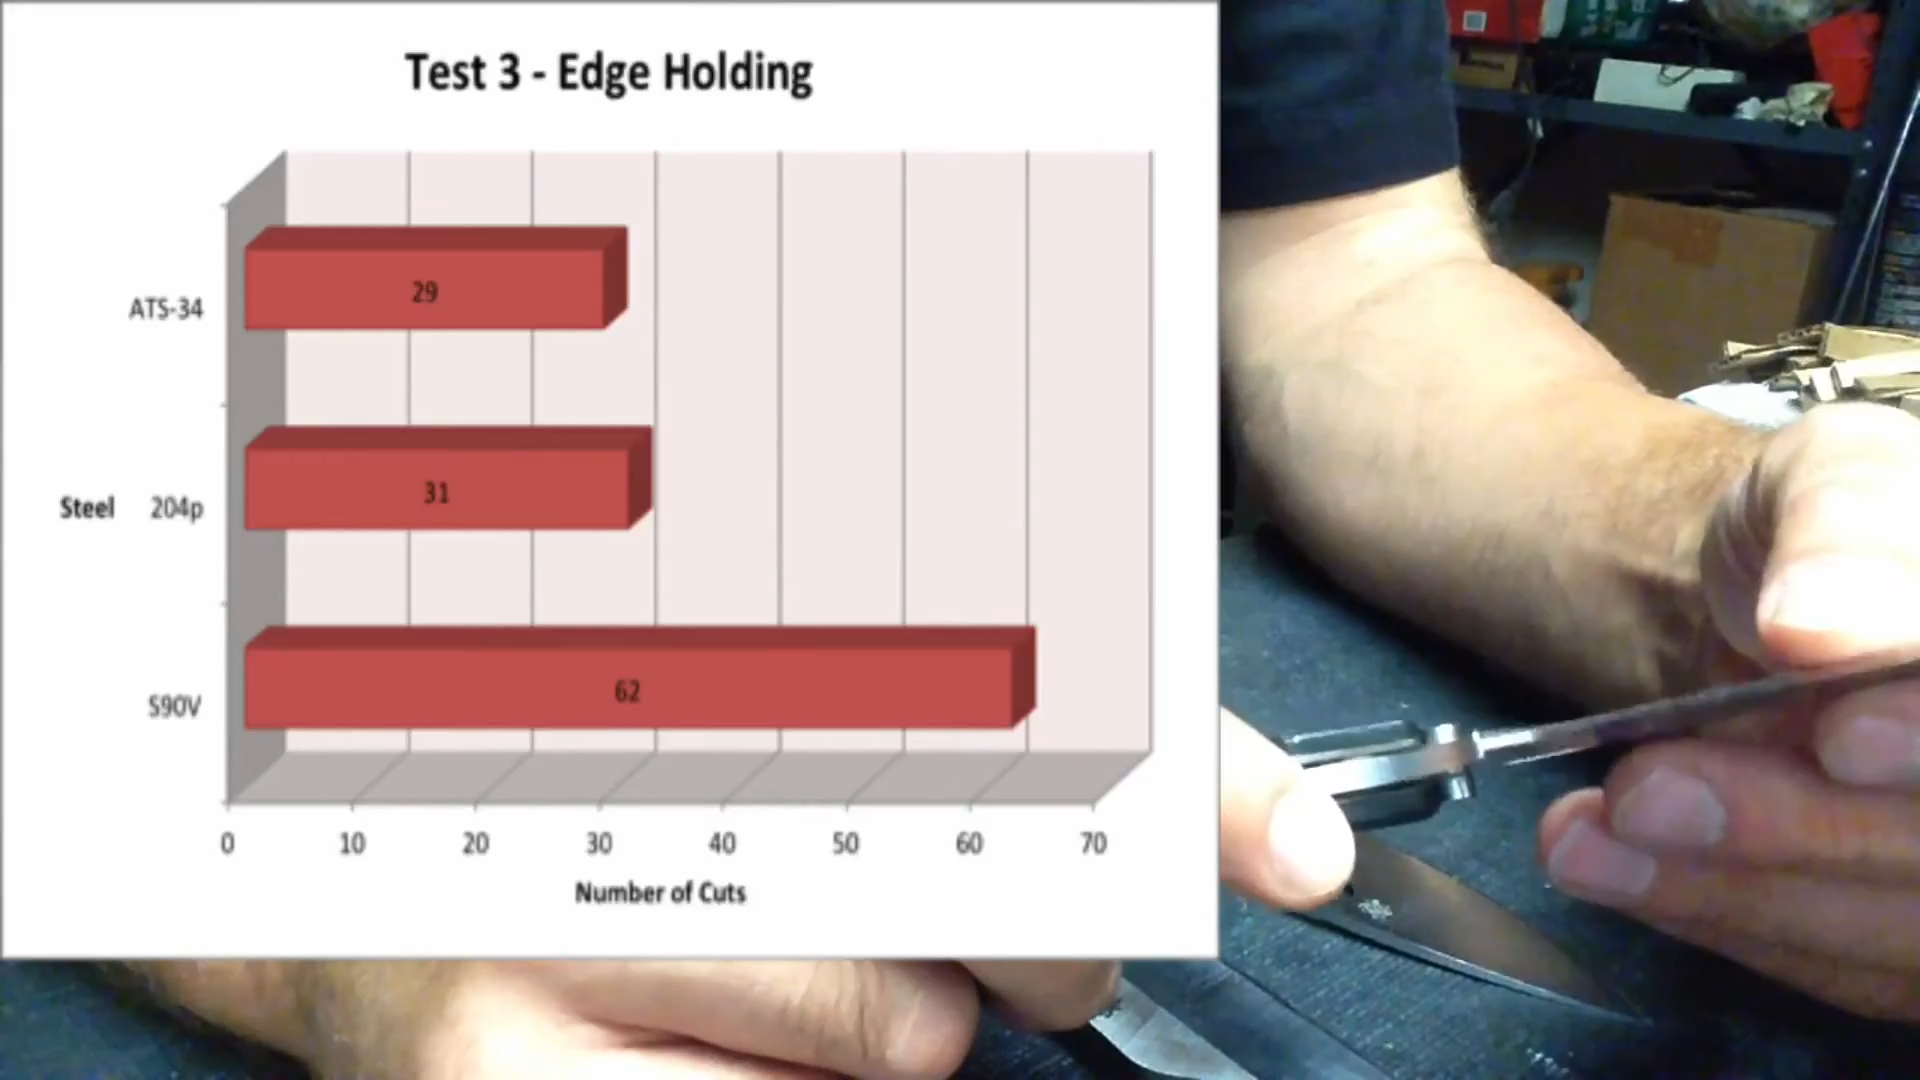 Test 3 - Edge Holding
ATS-34
29
Steel 204p
31
S90V
62
0 10 20 30 40 50 60 70
Number of Cuts